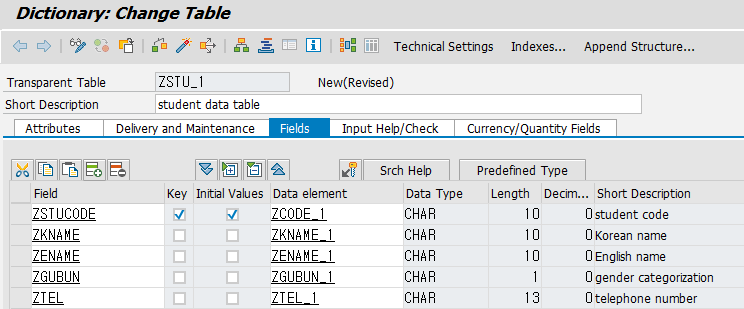 Dictionary: Change Table
Technical Settings Indexes... Append Structure...
Transparent Table ZSTU_1 New(Revised)
Short Description student data table
Attributes Delivery and Maintenance Fields Input Help/Check Currency/Quantity Fields
Srch Help Predefined Type
Field Key Initial Values Data element Data Type Length Decim... Short Description
ZSTUCODE ZCODE_1 CHAR 10 0 student code
ZKNAME ZKNAME_1 CHAR 10 0 Korean name
ZENAME ZENAME_1 CHAR 10 0 English name
ZGUBUN ZGUBUN_1 CHAR 1 0 gender categorization
ZTEL ZTEL_1 CHAR 13 0 telephone number